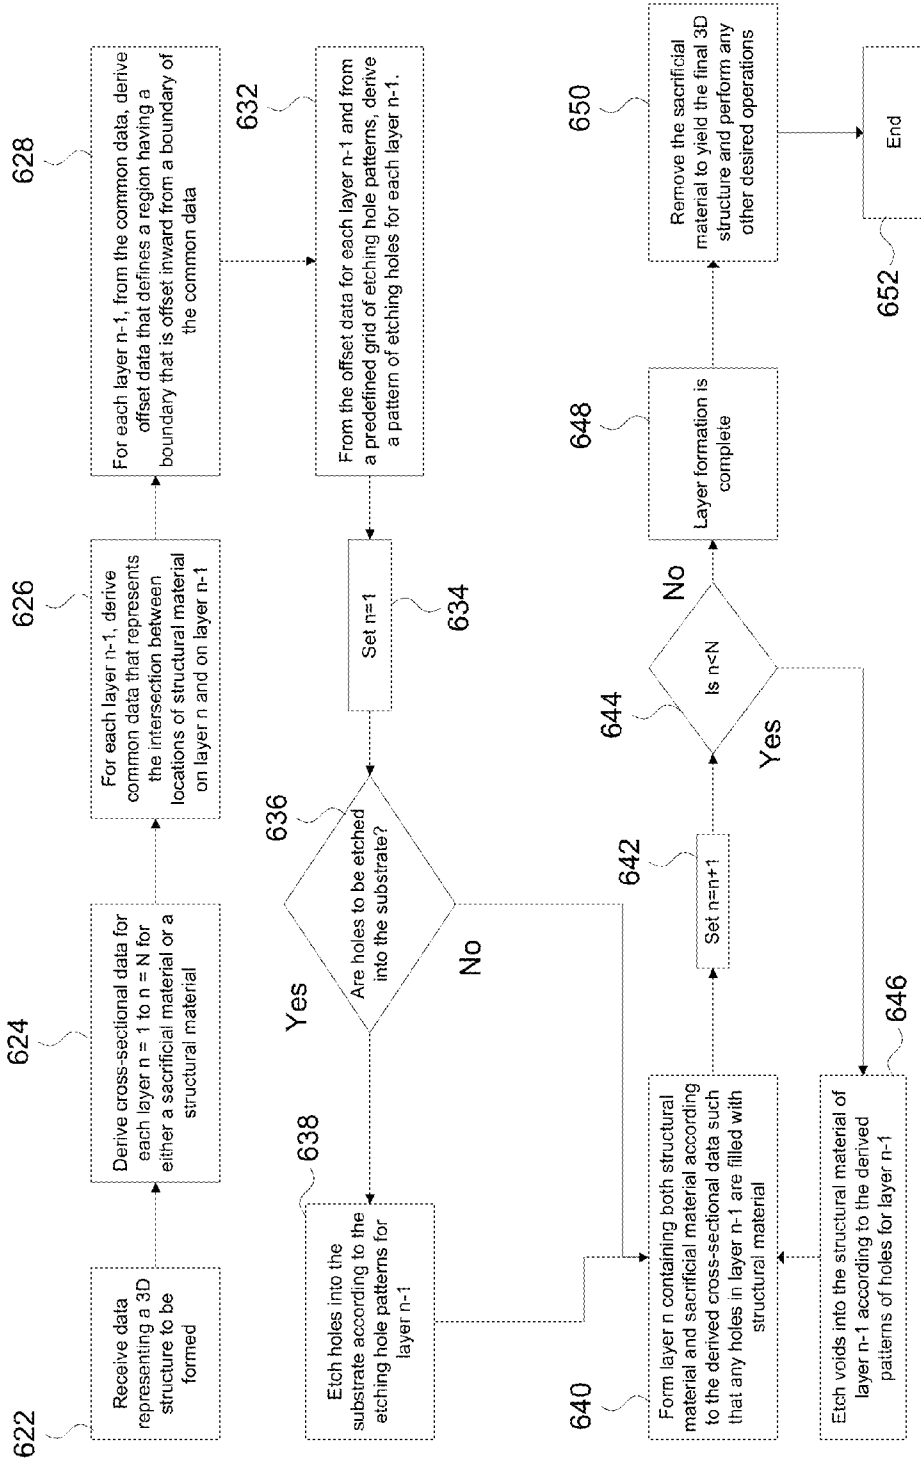 622
Receive data
representing a 3D
structure to be
formed
624
Derive cross-sectional data for
each layer n = 1 to n = N for
either a sacrificial material or a
structural material
626
For each layer n-1, derive
common data that represents
the intersection between
locations of structural material
on layer n and on layer n-1
628
For each layer n-1, from the common data, derive
offset data that defines a region having a
boundary that is offset inward from a boundary of
the common data
632
From the offset data for each layer n-1 and from
a predefined grid of etching hole patterns, derive
a pattern of etching holes for each layer n-1.
634
Set n=1
636
Are holes to be etched
into the substrate?
Yes
No
638
Etch holes into the
substrate according to the
etching hole patterns for
layer n-1
640
Form layer n containing both structural
material and sacrificial material according
to the derived cross-sectional data such
that any holes in layer n-1 are filled with
structural material
642
Set n=n+1
644
Is n<N
No
Yes
646
Etch voids into the structural material of
layer n-1 according to the derived
patterns of holes for layer n-1
648
Layer formation is
complete
650
Remove the sacrificial
material to yield the final 3D
structure and perform any
other desired operations
652
End